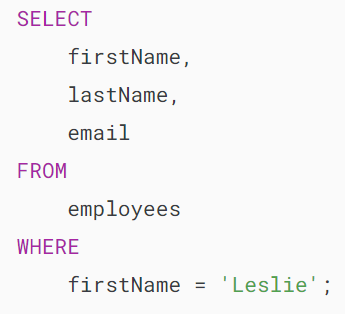 SELECT
firstName,
lastName,
email
FROM
employees
WHERE
firstName = 'Leslie';